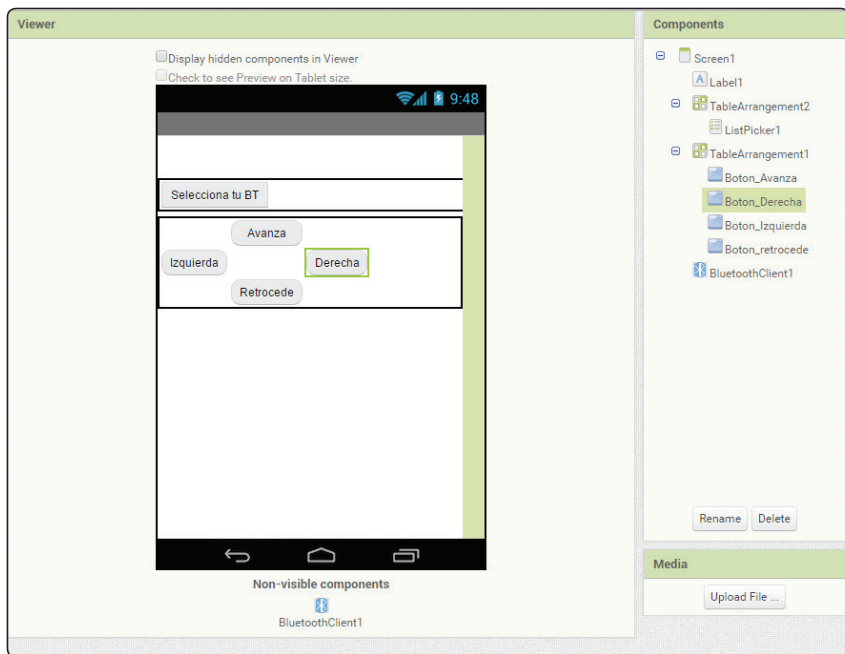 Viewer
Display hidden components in Viewer
Check to see Preview on Tablet size.
9:48
Selecciona tu BT
Avanza
Izquierda
Derecha
Retrocede
Non-visible components
BluetoothClient1
Components
Screen1
A Label1
TableArrangement2
ListPicker1
TableArrangement1
Boton_Avanza
Boton_Derecha
Boton_Izquierda
Boton_retrocede
BluetoothClient1
Rename Delete
Media
Upload File ...